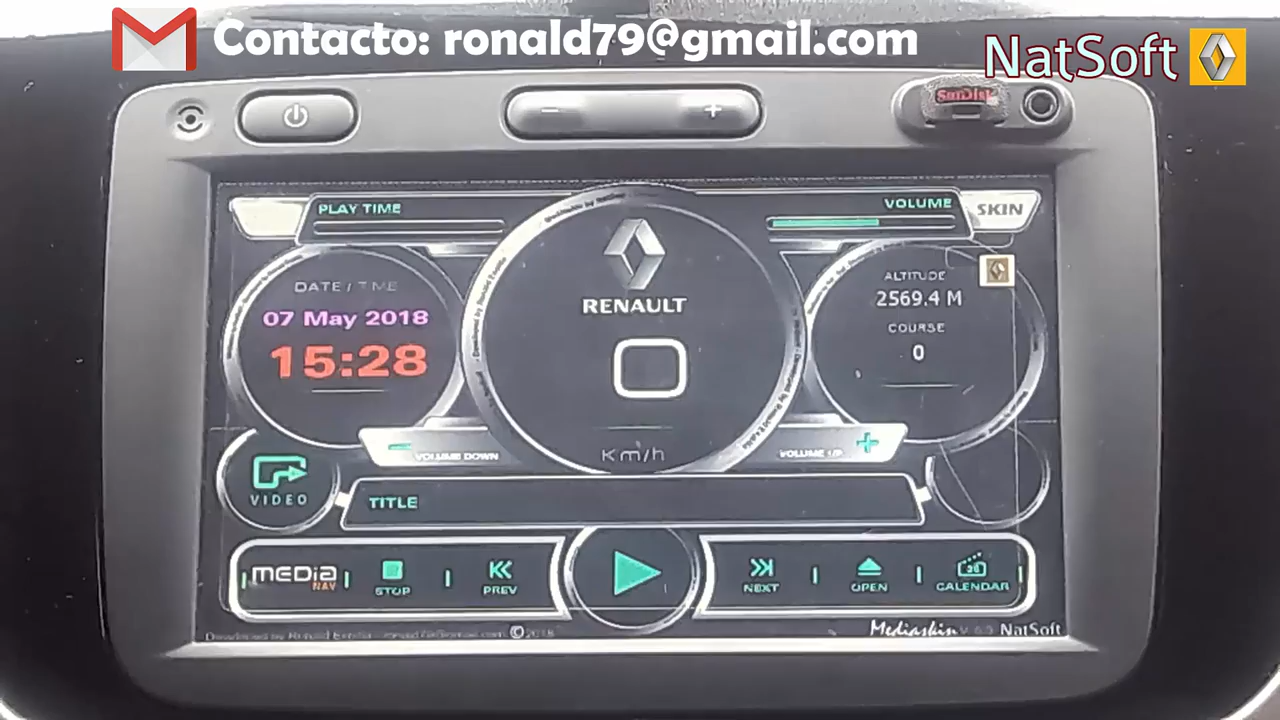 Contacto: ronald79@gmail.com
NatSoft
SanDisk
PLAY TIME
VOLUME
SKIN
DATE / TIME
07 May 2018
15:28
RENAULT
Km/h
ALTITUDE
2569.4 M
COURSE
0
VOLUME DOWN
VOLUME UP
VIDEO
TITLE
MEDIA
NAV
STOP
PREV
NEXT
OPEN
CALENDAR
© 2018
Mediaskin
NatSoft